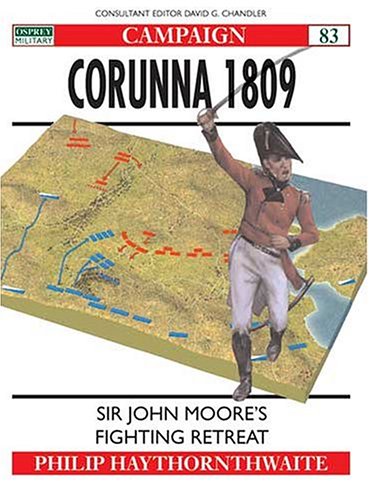 CONSULTANT EDITOR DAVID G. CHANDLER
OSPREY
MILITARY
CAMPAIGN
83
CORUNNA 1809
SIR JOHN MOORE'S
FIGHTING RETREAT
PHILIP HAYTHORNTHWAITE